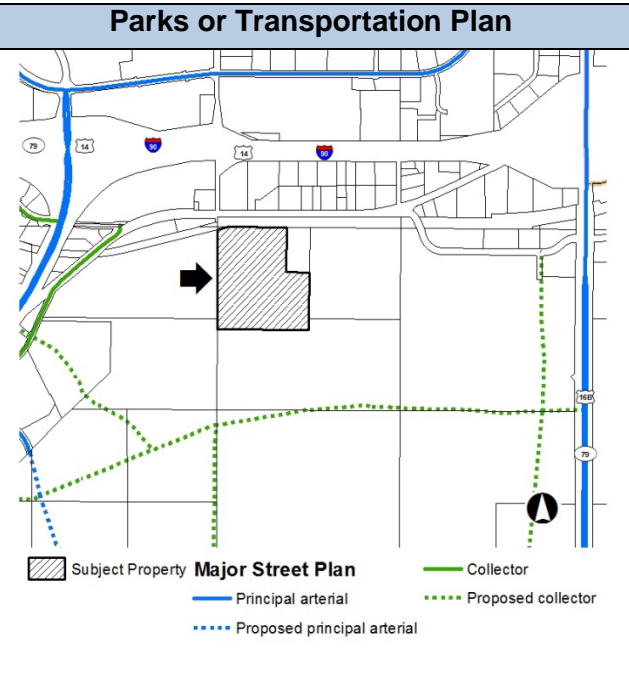 Parks or Transportation Plan
79
14
90
14
90
16B
79
Subject Property
Major Street Plan
Collector
Principal arterial
Proposed collector
Proposed principal arterial